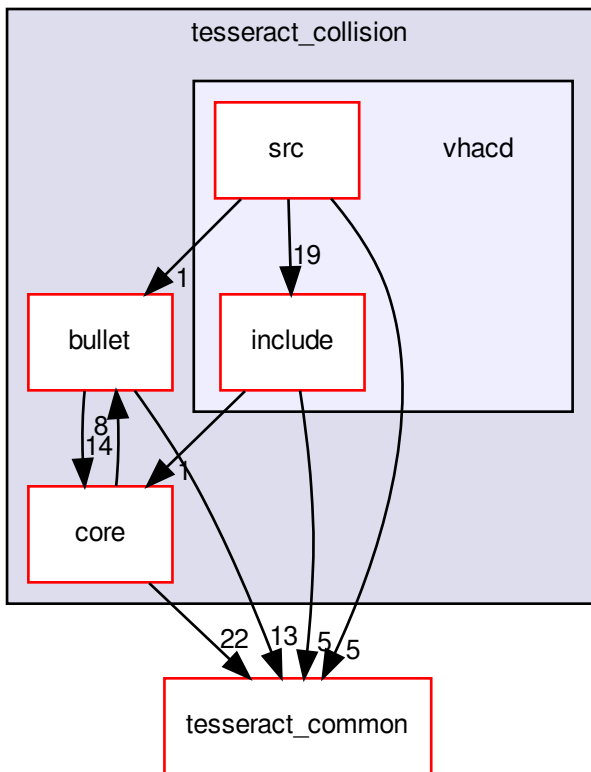 tesseract_collision
src
vhacd
1
19
bullet
include
8
14
1
core
22
13
5
5
tesseract_common